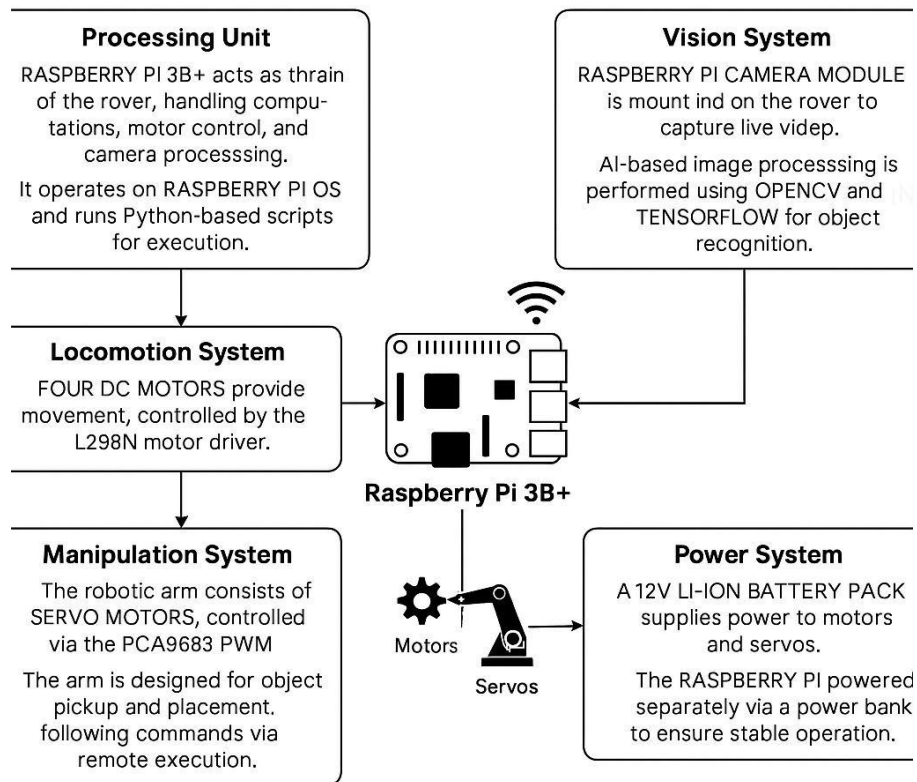 Processing Unit
RASPBERRY PI 3B+ acts as thrain
of the rover, handling compu-
tations, motor control, and
camera processsing.
It operates on RASPBERRY PI OS
and runs Python-based scripts
for execution.
Vision System
RASPBERRY PI CAMERA MODULE
is mount ind on the rover to
capture live videp.
AI-based image processsing is
performed using OPENCV and
TENSORFLOW for object
recognition.
Locomotion System
FOUR DC MOTORS provide
movement, controlled by the
L298N motor driver.
Raspberry Pi 3B+
Manipulation System
The robotic arm consists of
SERVO MOTORS, controlled
via the PCA9683 PWM
The arm is designed for object
pickup and placement.
following commands via
remote execution.
Motors
Servos
Power System
A 12V LI-ION BATTERY PACK
supplies power to motors
and servos.
The RASPBERRY PI powered
separately via a power bank
to ensure stable operation.